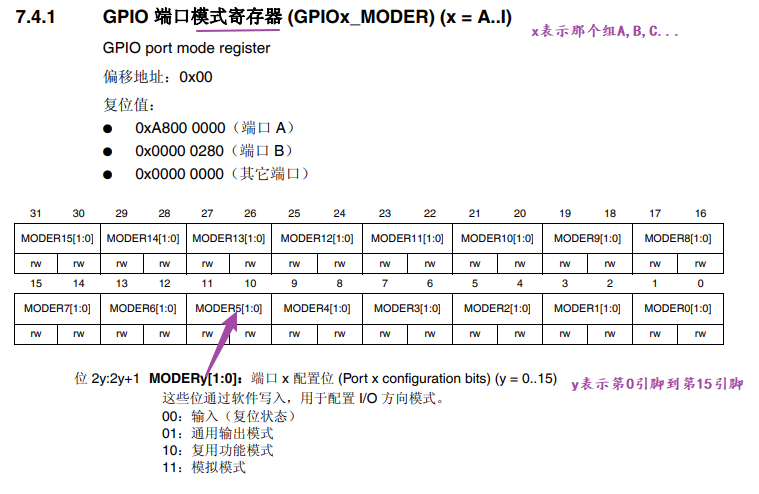 7.4.1 GPIO 端口模式寄存器 (GPIOx_MODER) (x = A..I)
x表示那个组A,B,C...
GPIO port mode register
偏移地址：0x00
复位值：
● 0xA800 0000（端口 A）
● 0x0000 0280（端口 B）
● 0x0000 0000（其它端口）
31 30 29 28 27 26 25 24 23 22 21 20 19 18 17 16
MODER15[1:0] MODER14[1:0] MODER13[1:0] MODER12[1:0] MODER11[1:0] MODER10[1:0] MODER9[1:0] MODER8[1:0]
rw rw rw rw rw rw rw rw rw rw rw rw rw rw rw rw
15 14 13 12 11 10 9 8 7 6 5 4 3 2 1 0
MODER7[1:0] MODER6[1:0] MODER5[1:0] MODER4[1:0] MODER3[1:0] MODER2[1:0] MODER1[1:0] MODER0[1:0]
rw rw rw rw rw rw rw rw rw rw rw rw rw rw rw rw
位 2y:2y+1 MODERy[1:0]：端口 x 配置位 (Port x configuration bits) (y = 0..15)
y表示第0引脚到第15引脚
这些位通过软件写入，用于配置 I/O 方向模式。
00：输入（复位状态）
01：通用输出模式
10：复用功能模式
11：模拟模式